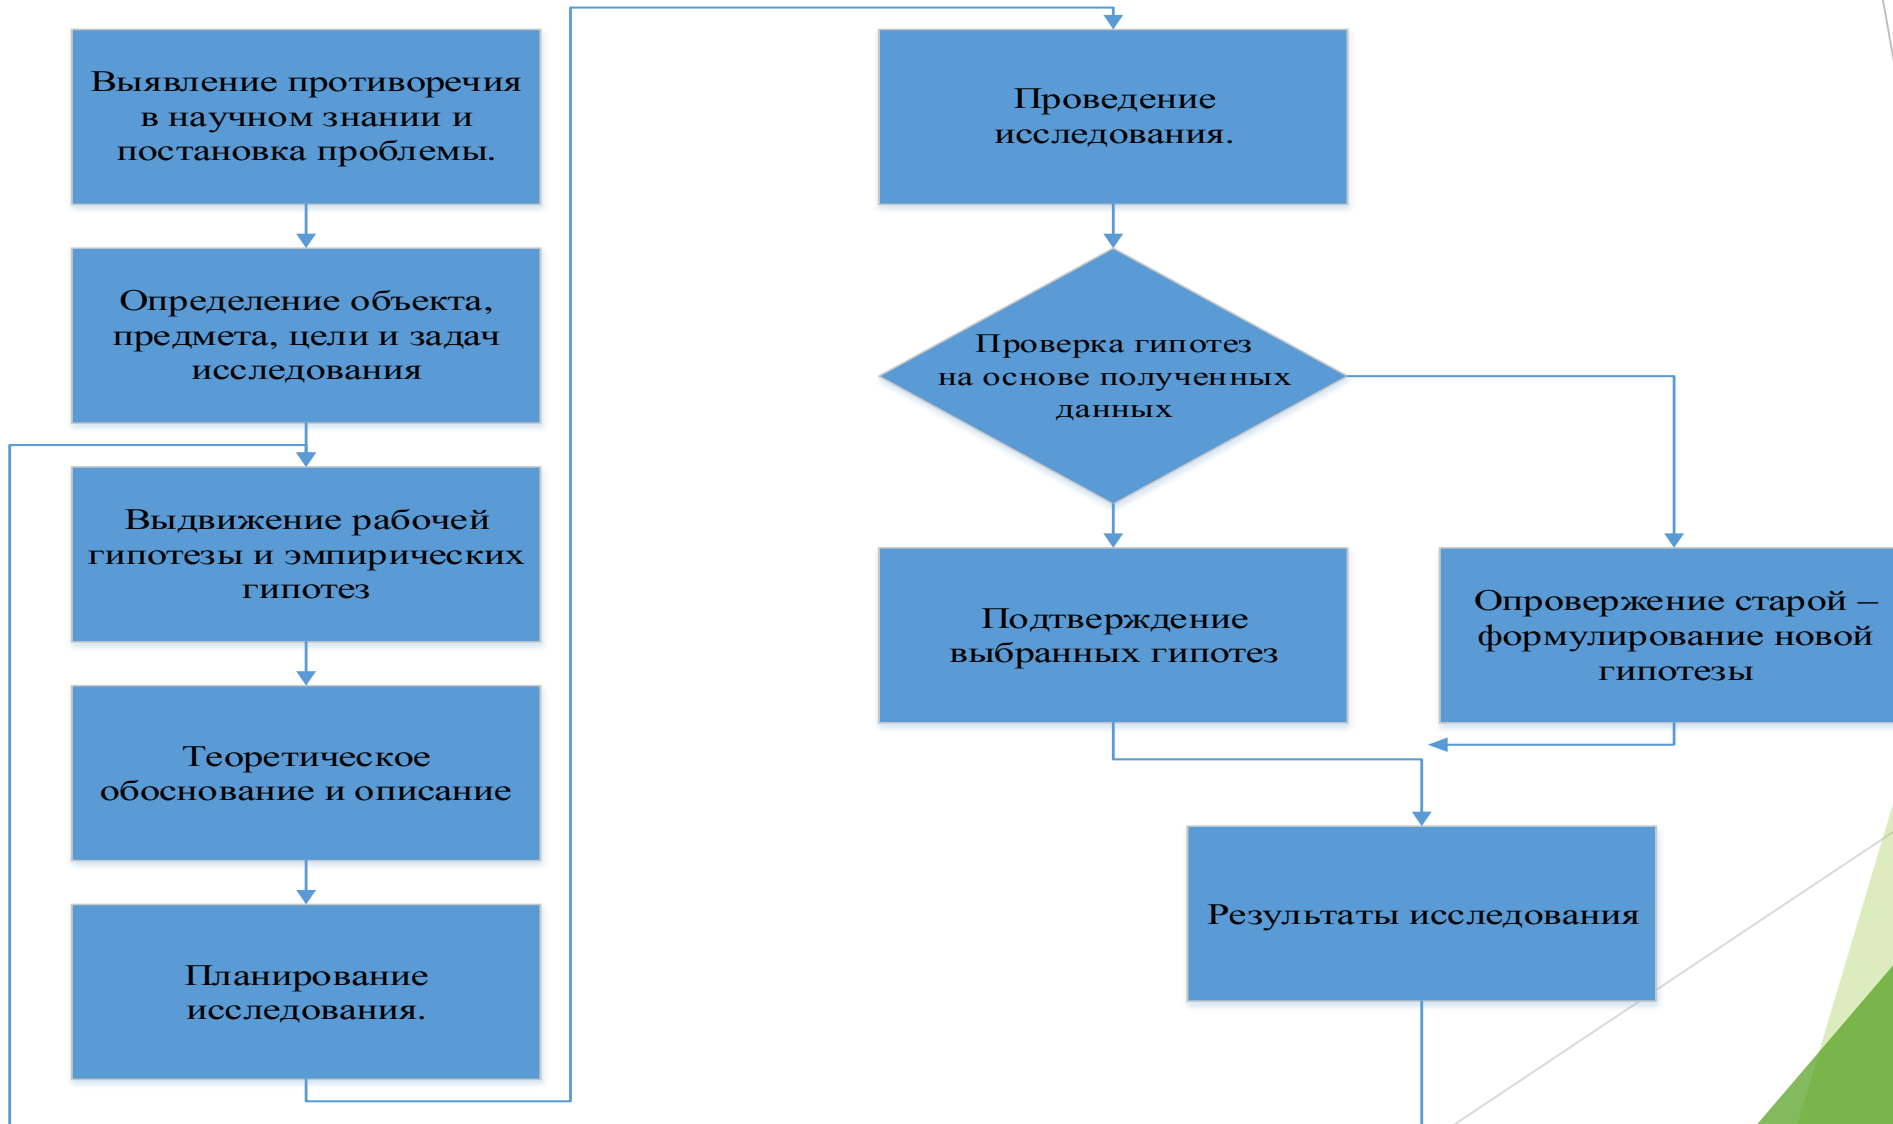 Выявление противоречия
в научном знании и
постановка проблемы.
Определение объекта,
предмета, цели и задач
исследования
Выдвижение рабочей
гипотезы и эмпирических
гипотез
Теоретическое
обоснование и описание
Планирование
исследования.
Проведение
исследования.
Проверка гипотез
на основе полученных
данных
Подтверждение
выбранных гипотез
Опровержение старой –
формулирование новой
гипотезы
Результаты исследования